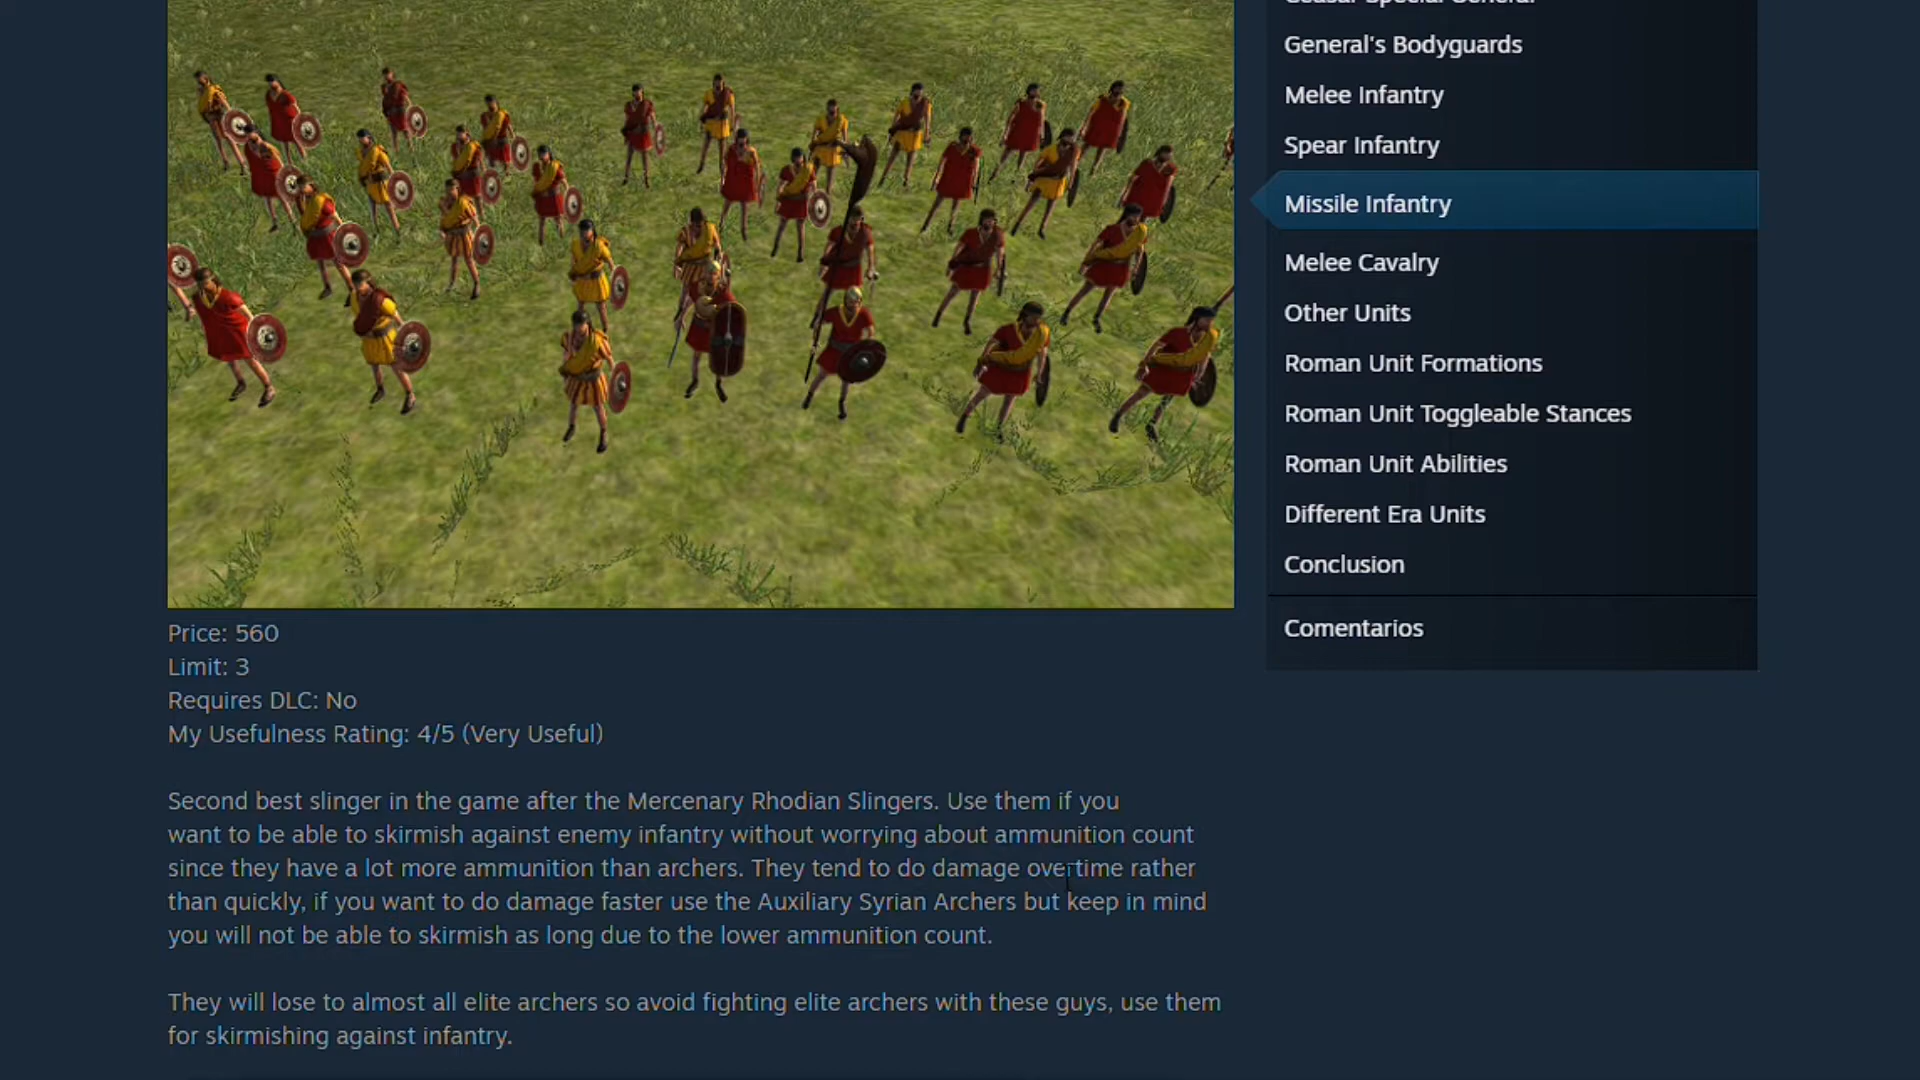 General's Bodyguards
Melee Infantry
Spear Infantry
Missile Infantry
Melee Cavalry
Other Units
Roman Unit Formations
Roman Unit Toggleable Stances
Roman Unit Abilities
Different Era Units
Conclusion
Comentarios
Price: 560
Limit: 3
Requires DLC: No
My Usefulness Rating: 4/5 (Very Useful)
Second best slinger in the game after the Mercenary Rhodian Slingers. Use them if you
want to be able to skirmish against enemy infantry without worrying about ammunition count
since they have a lot more ammunition than archers. They tend to do damage overtime rather
than quickly, if you want to do damage faster use the Auxiliary Syrian Archers but keep in mind
you will not be able to skirmish as long due to the lower ammunition count.
They will lose to almost all elite archers so avoid fighting elite archers with these guys, use them
for skirmishing against infantry.